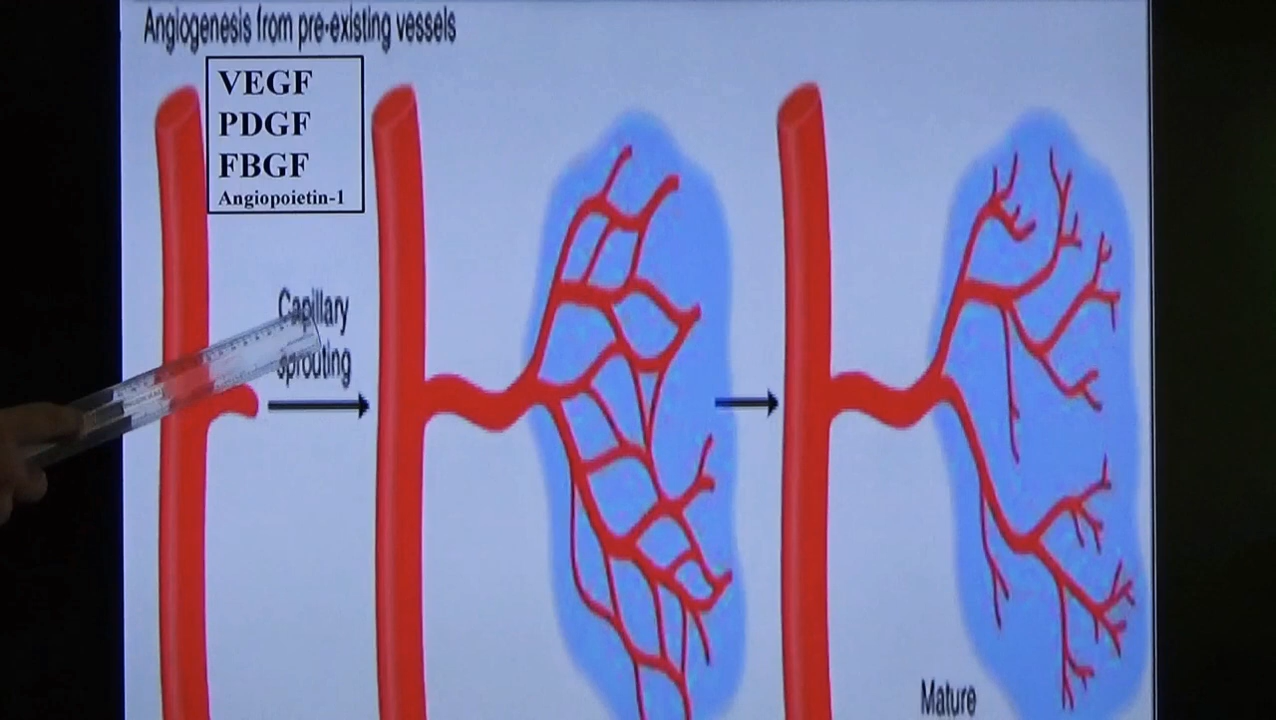 Angiogenesis from pre-existing vessels
VEGF
PDGF
FBGF
Angiopoietin-1
Capillary
sprouting
Mature